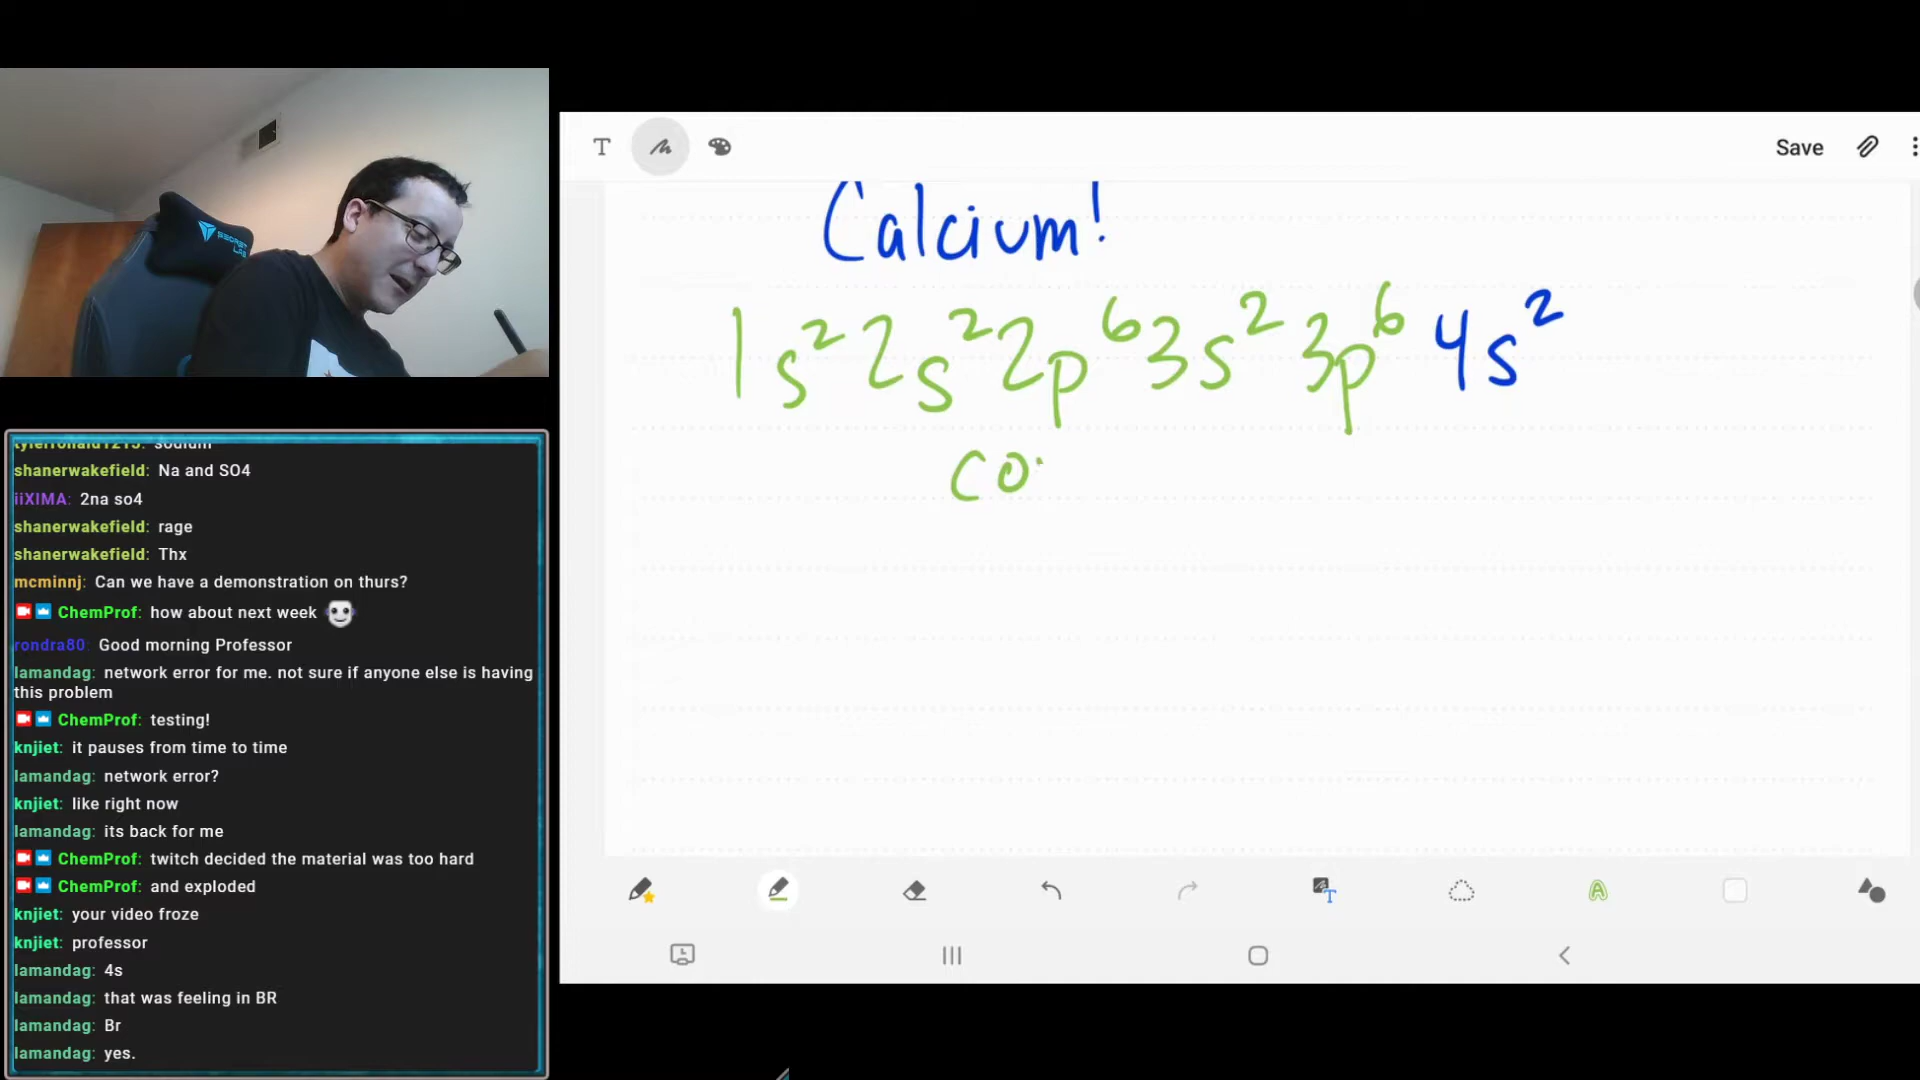 SECRET LAB
T
Save
Calcium!
1s² 2s² 2p⁶ 3s² 3p⁶ 4s²
co
A
T
shanerwakefield: Na and SO4
iiXIMA: 2na so4
shanerwakefield: rage
shanerwakefield: Thx
mcminnj: Can we have a demonstration on thurs?
ChemProf: how about next week
rondra80: Good morning Professor
lamandag: network error for me. not sure if anyone else is having
this problem
ChemProf: testing!
knjiet: it pauses from time to time
lamandag: network error?
knjiet: like right now
lamandag: its back for me
ChemProf: twitch decided the material was too hard
ChemProf: and exploded
knjiet: your video froze
knjiet: professor
lamandag: 4s
lamandag: that was feeling in BR
lamandag: Br
lamandag: yes.